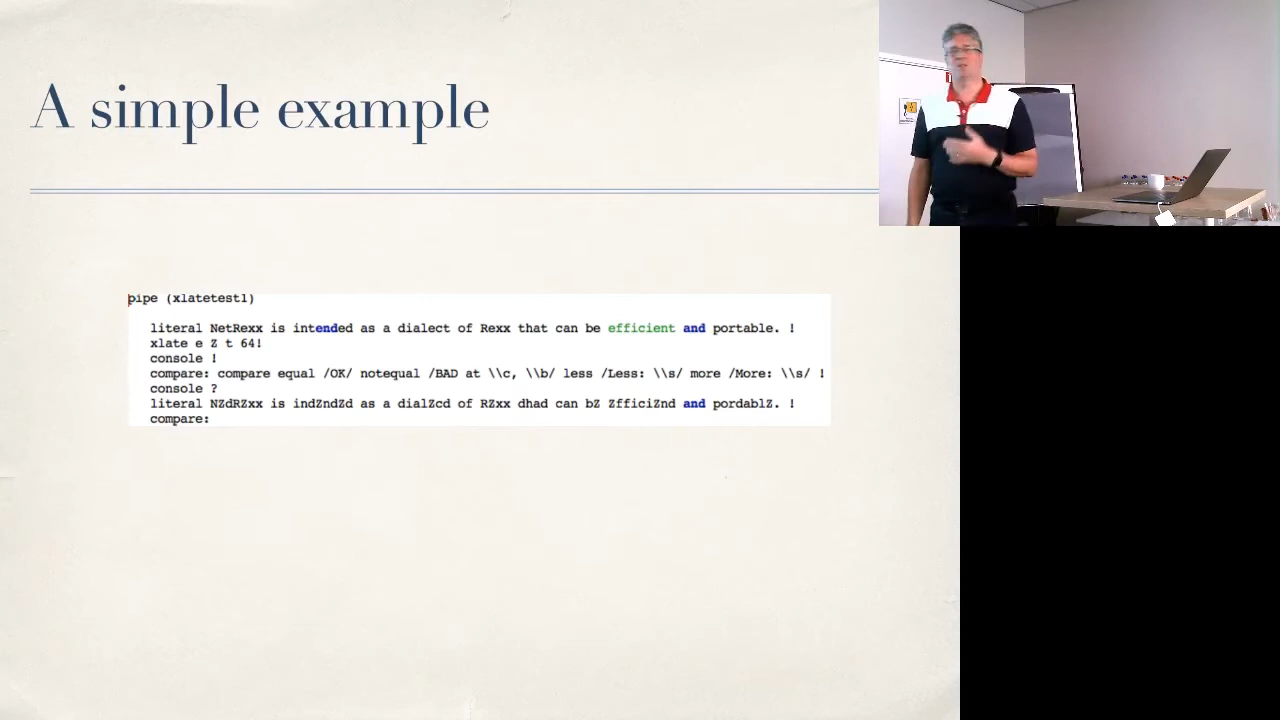 A simple example
pipe (xlatetest1)
literal NetRexx is intended as a dialect of Rexx that can be efficient and portable. !
xlate e Z t 64!
console !
compare: compare equal /OK/ notequal /BAD at \\c, \\b/ less /Less: \\s/ more /More: \\s/ !
console ?
literal NZdRZxx is indZndZd as a dialZcd of RZxx dhad can bZ ZfficiZnd and pordablZ. !
compare: